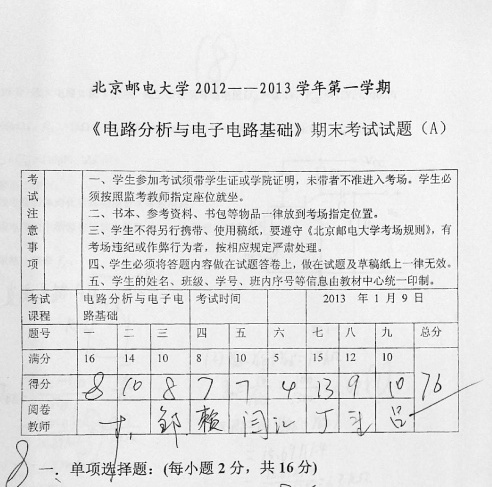 北京邮电大学2012——2013学年第一学期
《电路分析与电子电路基础》期末考试试题（A）
考试注意事项
一、学生参加考试须带学生证或学院证明，未带者不准进入考场。学生必
须按照监考教师指定座位就坐。
二、书本、参考资料、书包等物品一律放到考场指定位置。
三、学生不得另行携带、使用稿纸，要遵守《北京邮电大学考场规则》，有
考场违纪或作弊行为者，按相应规定严肃处理。
四、学生必须将答题内容做在试题答卷上，做在试题及草稿纸上一律无效。
五、学生的姓名、班级、学号、班内序号等信息由教材中心统一印制。
考试课程 电路分析与电子电路基础 考试时间 2013 年 1 月 9 日
题号 一 二 三 四 五 六 七 八 九 总分
满分 16 14 10 8 10 5 15 12 10
得分 8 10 8 7 7 4 13 9 10 76
阅卷教师 邹 赖 闫 丁 吕
8
一. 单项选择题：(每小题 2 分，共 16 分)